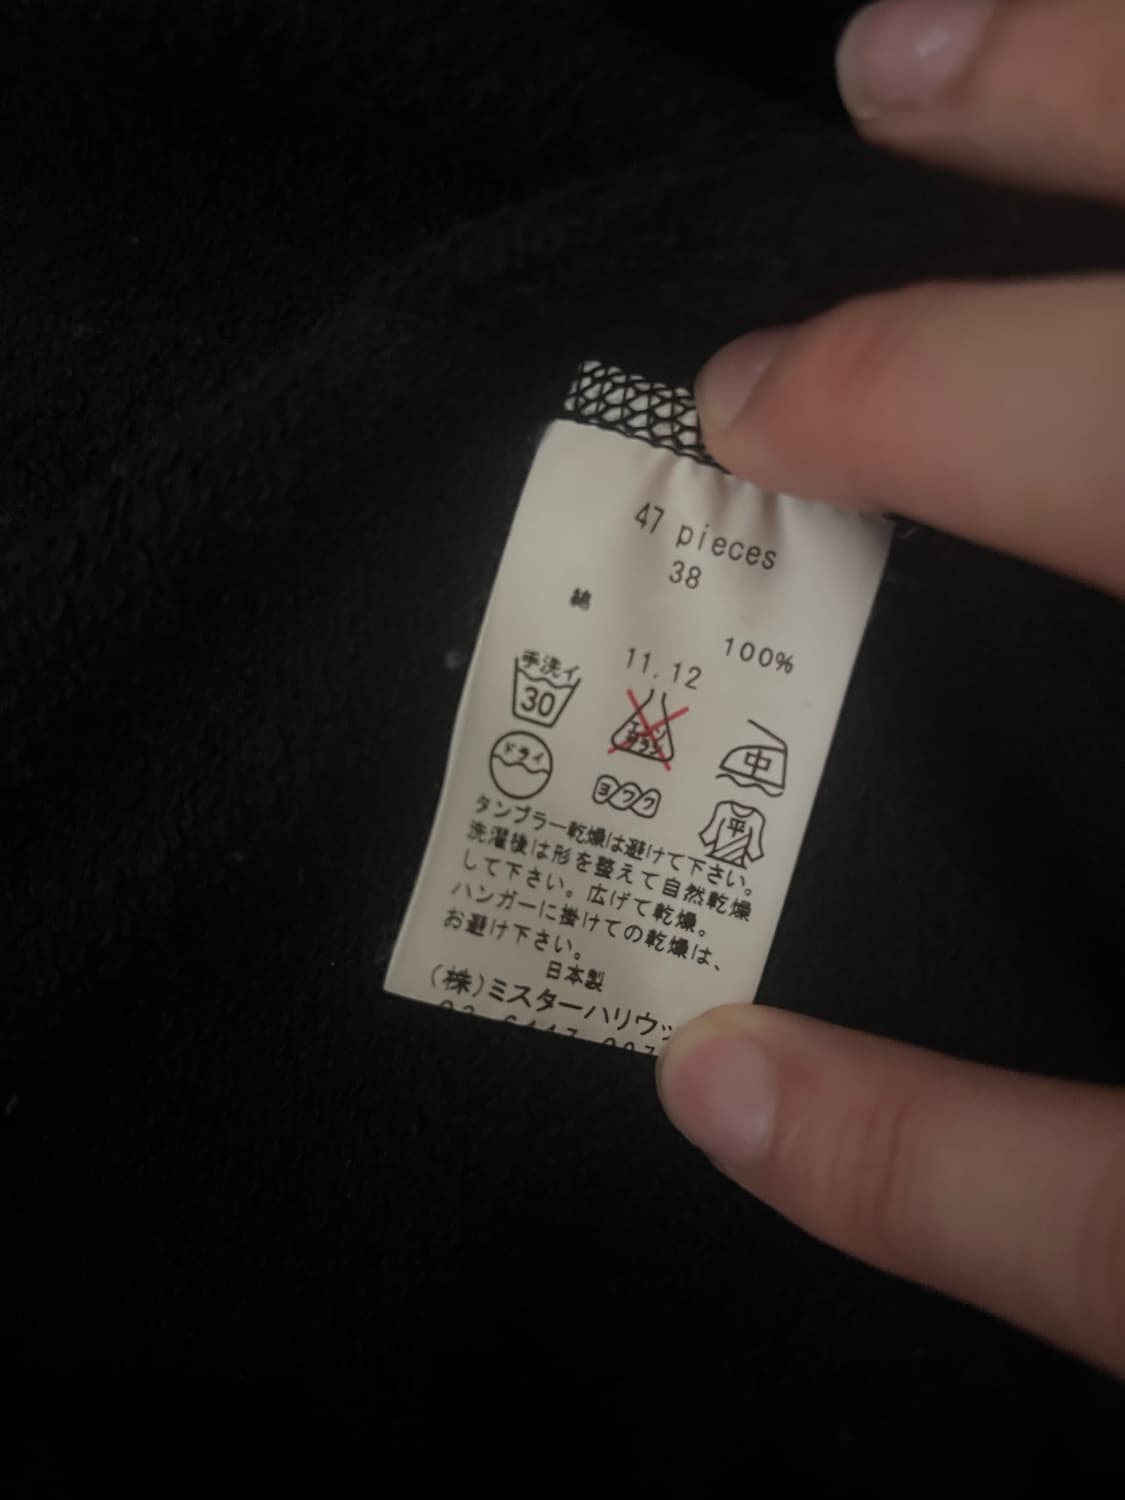 47 pieces
38
綿 100%
11.12
手洗イ
30
エンソ
サラシ
中
ドライ
ヨワク
平
タンブラー乾燥は避けて下さい。
洗濯後は形を整えて自然乾燥
して下さい。広げて乾燥。
ハンガーに掛けての乾燥は、
お避け下さい。
日本製
(株)ミスターハリウッ